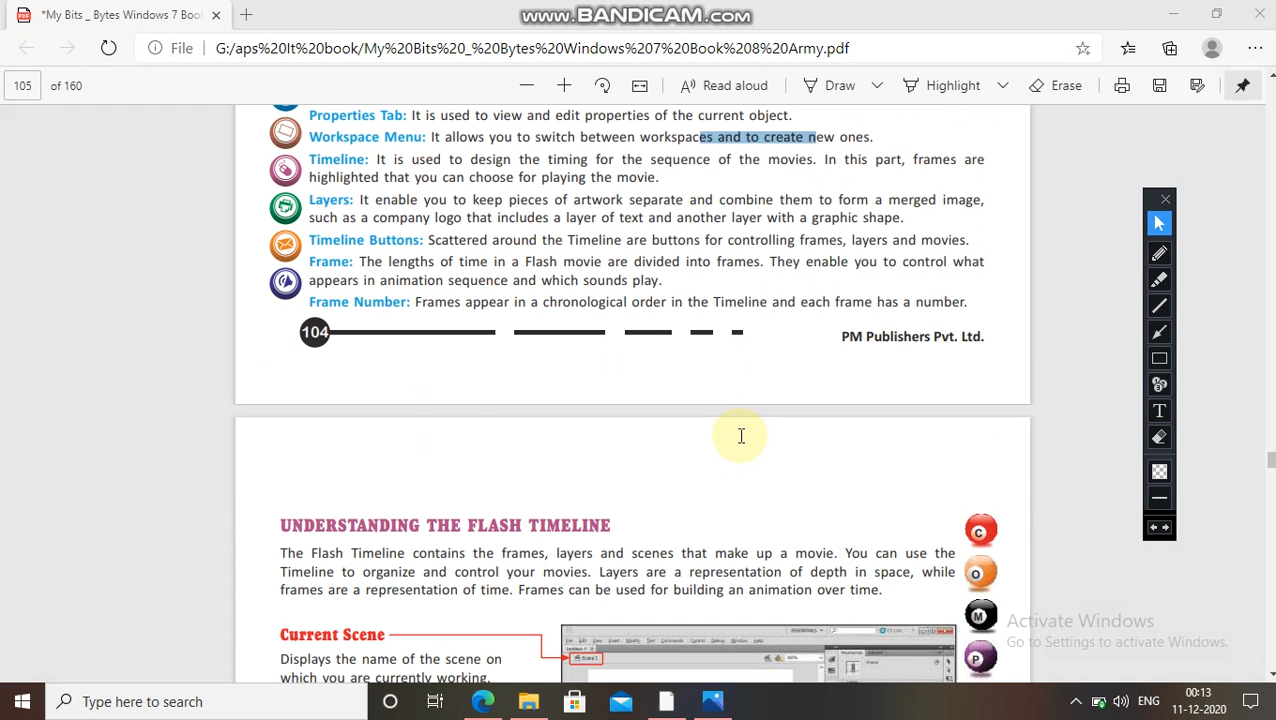 *My Bits _ Bytes Windows 7 Boo
www.BANDICAM.com
File
G:/aps%20It%20book/My%20Bits%20_%20Bytes%20Windows%207%20Book%208%20Army.pdf
105 of 160
Read aloud
Draw
Highlight
Erase
Properties Tab: It is used to view and edit properties of the current object.
Workspace Menu: It allows you to switch between workspaces and to create new ones.
Timeline: It is used to design the timing for the sequence of the movies. In this part, frames are
highlighted that you can choose for playing the movie.
Layers: It enable you to keep pieces of artwork separate and combine them to form a merged image,
such as a company logo that includes a layer of text and another layer with a graphic shape.
Timeline Buttons: Scattered around the Timeline are buttons for controlling frames, layers and movies.
Frame: The lengths of time in a Flash movie are divided into frames. They enable you to control what
appears in animation sequence and which sounds play.
Frame Number: Frames appear in a chronological order in the Timeline and each frame has a number.
104
PM Publishers Pvt. Ltd.
UNDERSTANDING THE FLASH TIMELINE
The Flash Timeline contains the frames, layers and scenes that make up a movie. You can use the
Timeline to organize and control your movies. Layers are a representation of depth in space, while
frames are a representation of time. Frames can be used for building an animation over time.
C
O
M
P
Current Scene
Displays the name of the scene on
which you are currently working.
Activate Windows
Go to Settings to activate Windows.
Type here to search
ENG
00:13
11-12-2020